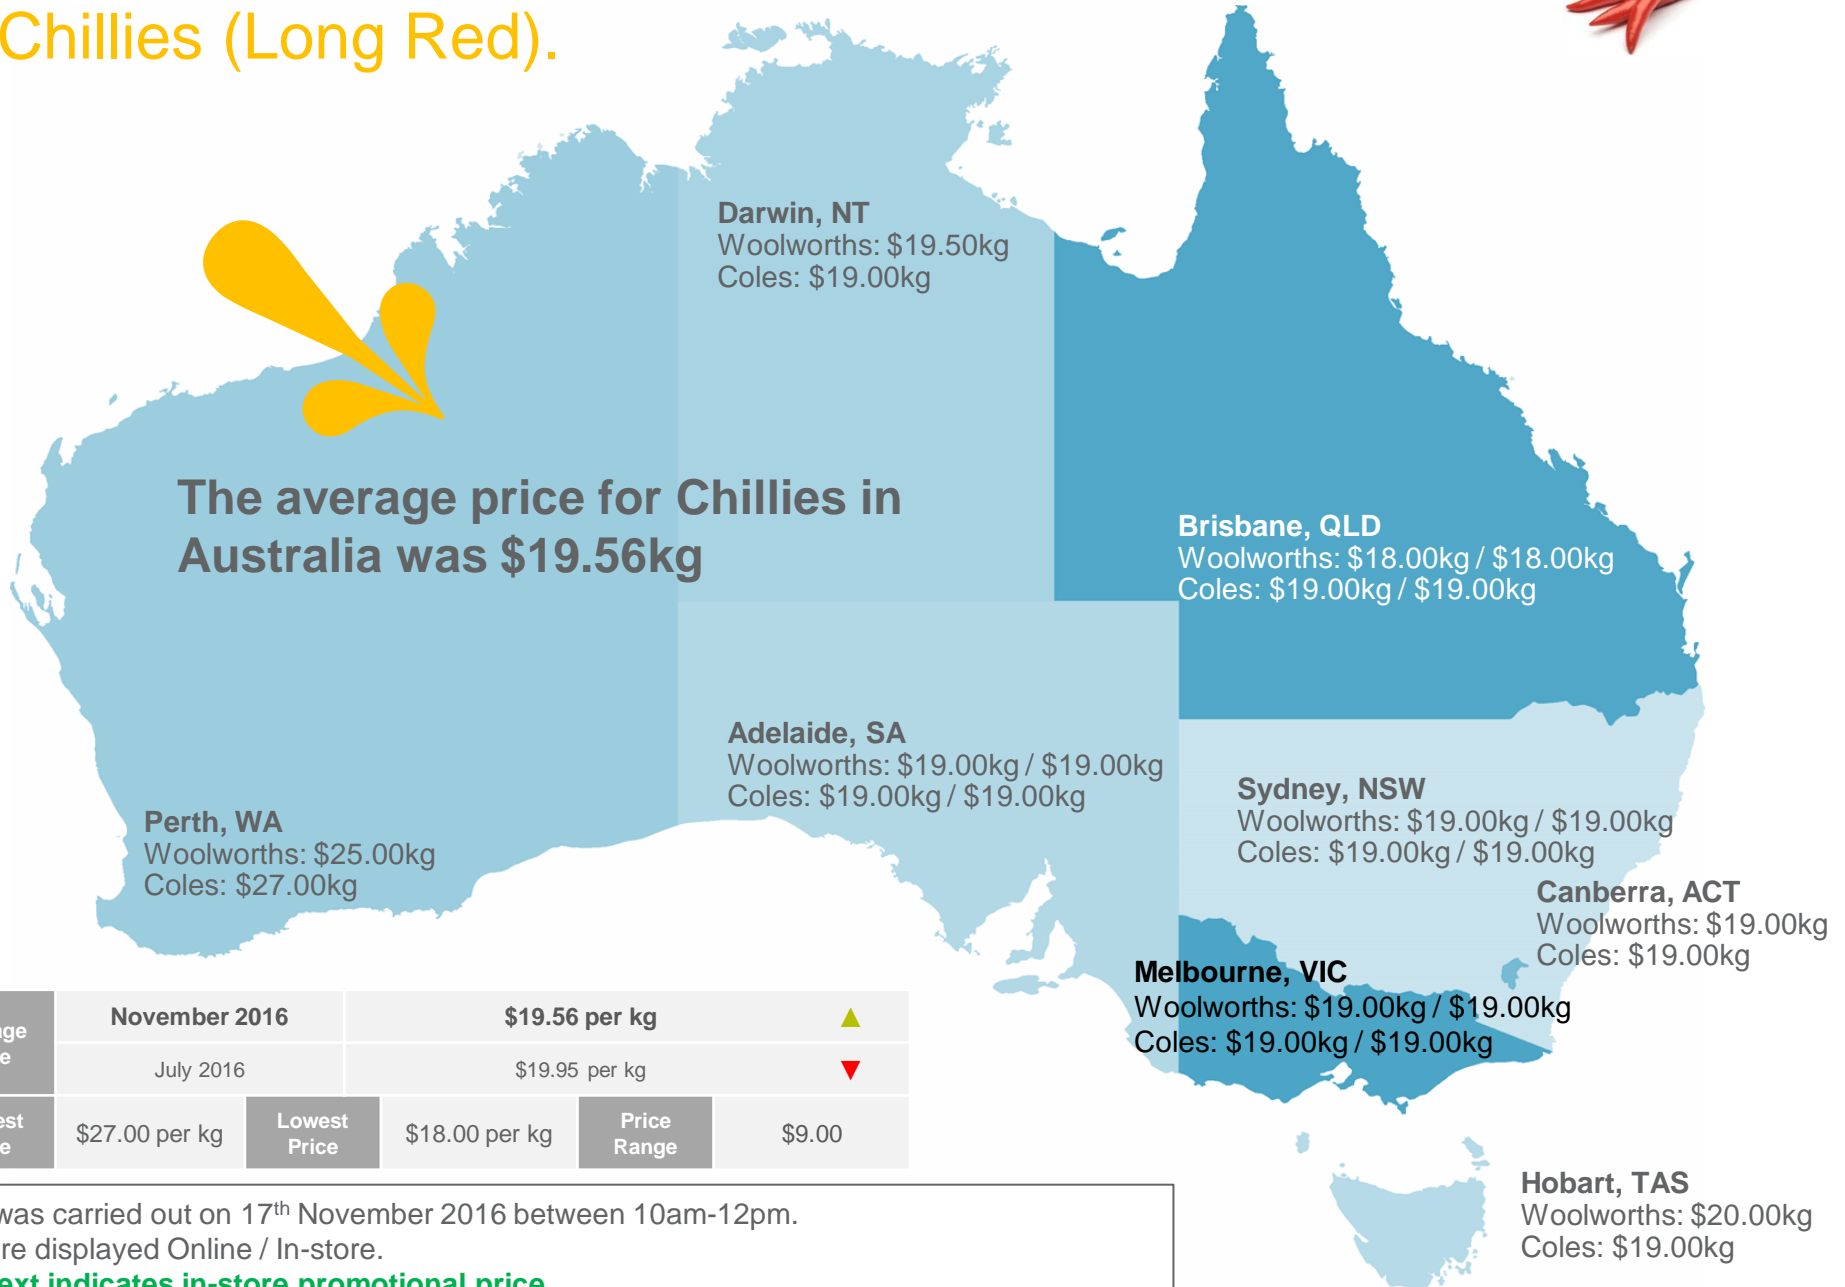 Chillies (Long Red).
Darwin, NT
Woolworths: $19.50kg
Coles: $19.00kg
The average price for Chillies in
Australia was $19.56kg
Brisbane, QLD
Woolworths: $18.00kg / $18.00kg
Coles: $19.00kg / $19.00kg
Adelaide, SA
Woolworths: $19.00kg / $19.00kg
Coles: $19.00kg / $19.00kg
Sydney, NSW
Woolworths: $19.00kg / $19.00kg
Coles: $19.00kg / $19.00kg
Perth, WA
Woolworths: $25.00kg
Coles: $27.00kg
Canberra, ACT
Woolworths: $19.00kg
Coles: $19.00kg
Melbourne, VIC
Woolworths: $19.00kg / $19.00kg
Coles: $19.00kg / $19.00kg
November 2016 $19.56 per kg ▲
July 2016 $19.95 per kg ▼
$27.00 per kg Lowest Price $18.00 per kg Price Range $9.00
Hobart, TAS
Woolworths: $20.00kg
Coles: $19.00kg
was carried out on 17th November 2016 between 10am-12pm.
displayed Online / In-store.
indicates in-store promotional price